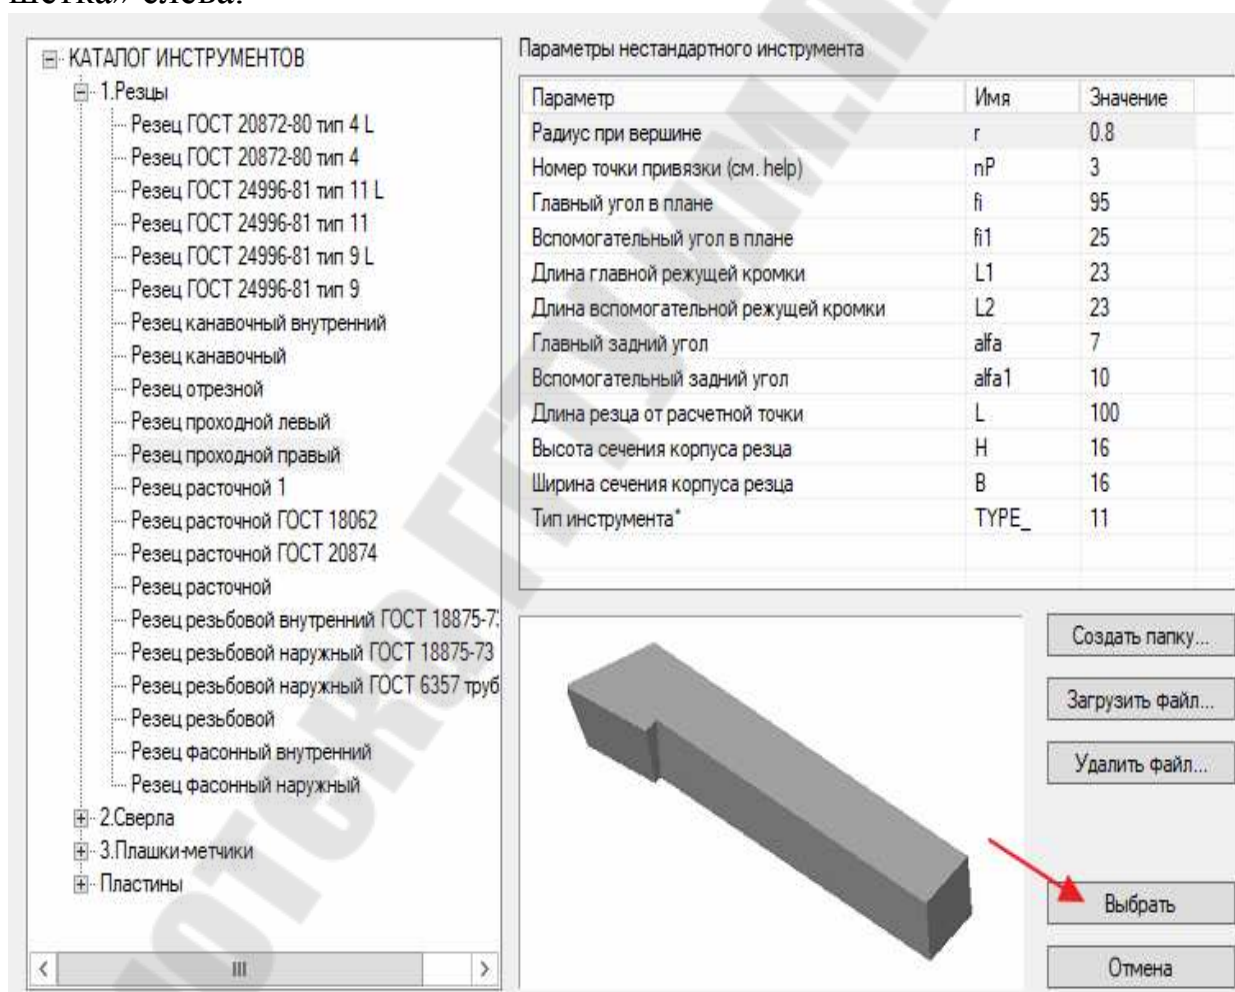 КАТАЛОГ ИНСТРУМЕНТОВ
1.Резцы
Резец ГОСТ 20872-80 тип 4 L
Резец ГОСТ 20872-80 тип 4
Резец ГОСТ 24996-81 тип 11 L
Резец ГОСТ 24996-81 тип 11
Резец ГОСТ 24996-81 тип 9 L
Резец ГОСТ 24996-81 тип 9
Резец канавочный внутренний
Резец канавочный
Резец отрезной
Резец проходной левый
Резец проходной правый
Резец расточной 1
Резец расточной ГОСТ 18062
Резец расточной ГОСТ 20874
Резец расточной
Резец резьбовой внутренний ГОСТ 18875-7
Резец резьбовой наружный ГОСТ 18875-73
Резец резьбовой наружный ГОСТ 6357 труб
Резец резьбовой
Резец фасонный внутренний
Резец фасонный наружный
2.Сверла
3.Плашки-метчики
Пластины
Параметры нестандартного инструмента
Параметр Имя Значение
Радиус при вершине r 0.8
Номер точки привязки (см. help) nP 3
Главный угол в плане fi 95
Вспомогательный угол в плане fi1 25
Длина главной режущей кромки L1 23
Длина вспомогательной режущей кромки L2 23
Главный задний угол alfa 7
Вспомогательный задний угол alfa1 10
Длина резца от расчетной точки L 100
Высота сечения корпуса резца H 16
Ширина сечения корпуса резца B 16
Тип инструмента* TYPE_ 11
Создать папку...
Загрузить файл...
Удалить файл...
Выбрать
Отмена